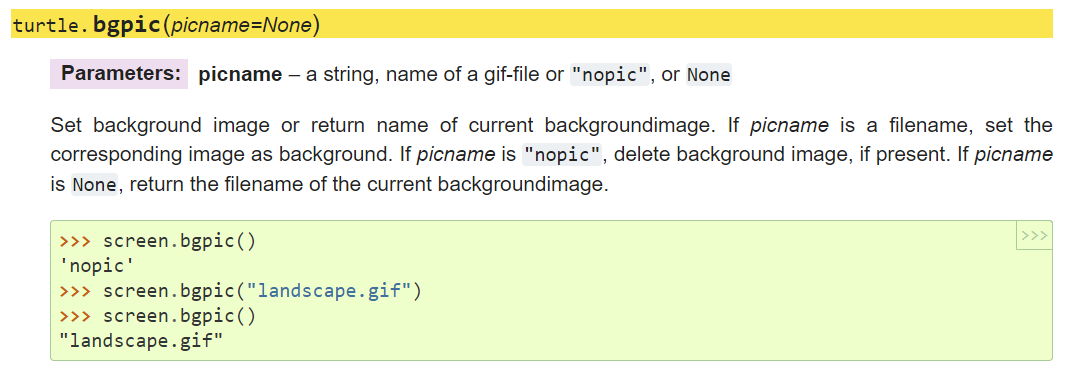 turtle.bgpic(picname=None)
Parameters: picname – a string, name of a gif-file or "nopic", or None
Set background image or return name of current backgroundimage. If picname is a filename, set the
corresponding image as background. If picname is "nopic", delete background image, if present. If picname
is None, return the filename of the current backgroundimage.
>>>
>>> screen.bgpic()
'nopic'
>>> screen.bgpic("landscape.gif")
>>> screen.bgpic()
"landscape.gif"